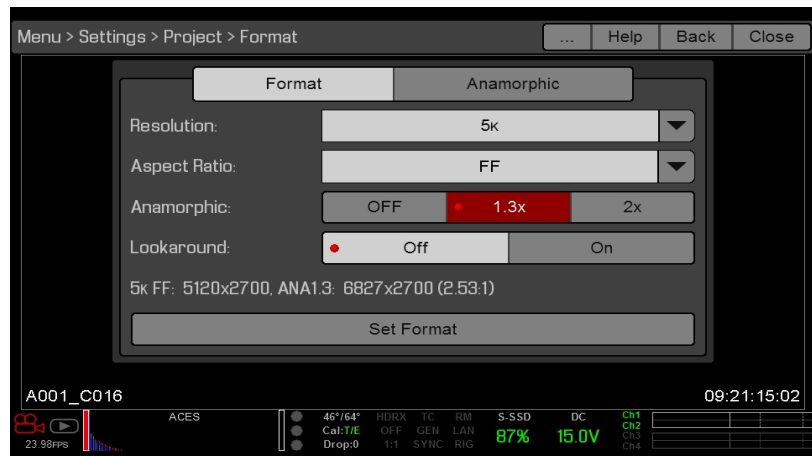 Menu > Settings > Project > Format ... Help Back Close
Format Anamorphic
Resolution: 5K
Aspect Ratio: FF
Anamorphic: OFF 1.3x 2x
Lookaround: Off On
5K FF: 5120x2700, ANA1.3: 6827x2700 (2.53:1)
Set Format
A001_C016 09:21:15:02
ACES 46°/64° HDRX TC RM S-SSD DC Ch1
Cal:T/E OFF GEN LAN 87% 15.0V Ch2
23.98FPS Drop:0 1:1 SYNC RIG Ch3
Ch4